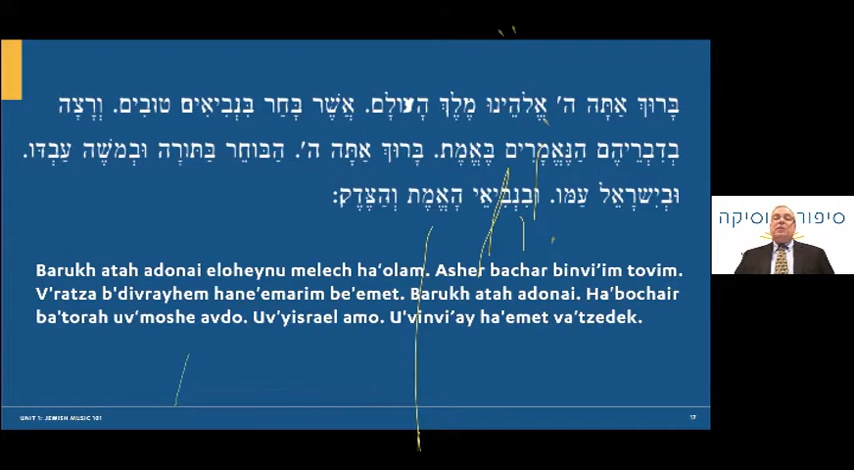 בָּרוּךְ אַתָּה ה' אֱלֹהֵינוּ מֶלֶךְ הָעוֹלָם. אֲשֶׁר בָּחַר בִּנְבִיאִים טוֹבִים. וְרָצָה
בְדִבְרֵיהֶם הַנֶּאֱמָרִים בֶּאֱמֶת. בָּרוּךְ אַתָּה ה'. הַבּוֹחֵר בַּתּוֹרָה וּבְמֹשֶׁה עַבְדּוֹ.
וּבְיִשְׂרָאֵל עַמּוֹ. וּבִנְבִיאֵי הָאֱמֶת וְהַצֶּדֶק:
Barukh atah adonai eloheynu melech ha'olam. Asher bachar binvi'im tovim.
V'ratza b'divrayhem hane'emarim be'emet. Barukh atah adonai. Ha'bochair
ba'torah uv'moshe avdo. Uv'yisrael amo. U'vinvi'ay ha'emet va'tzedek.
UNIT 1: JEWISH MUSIC 101
17